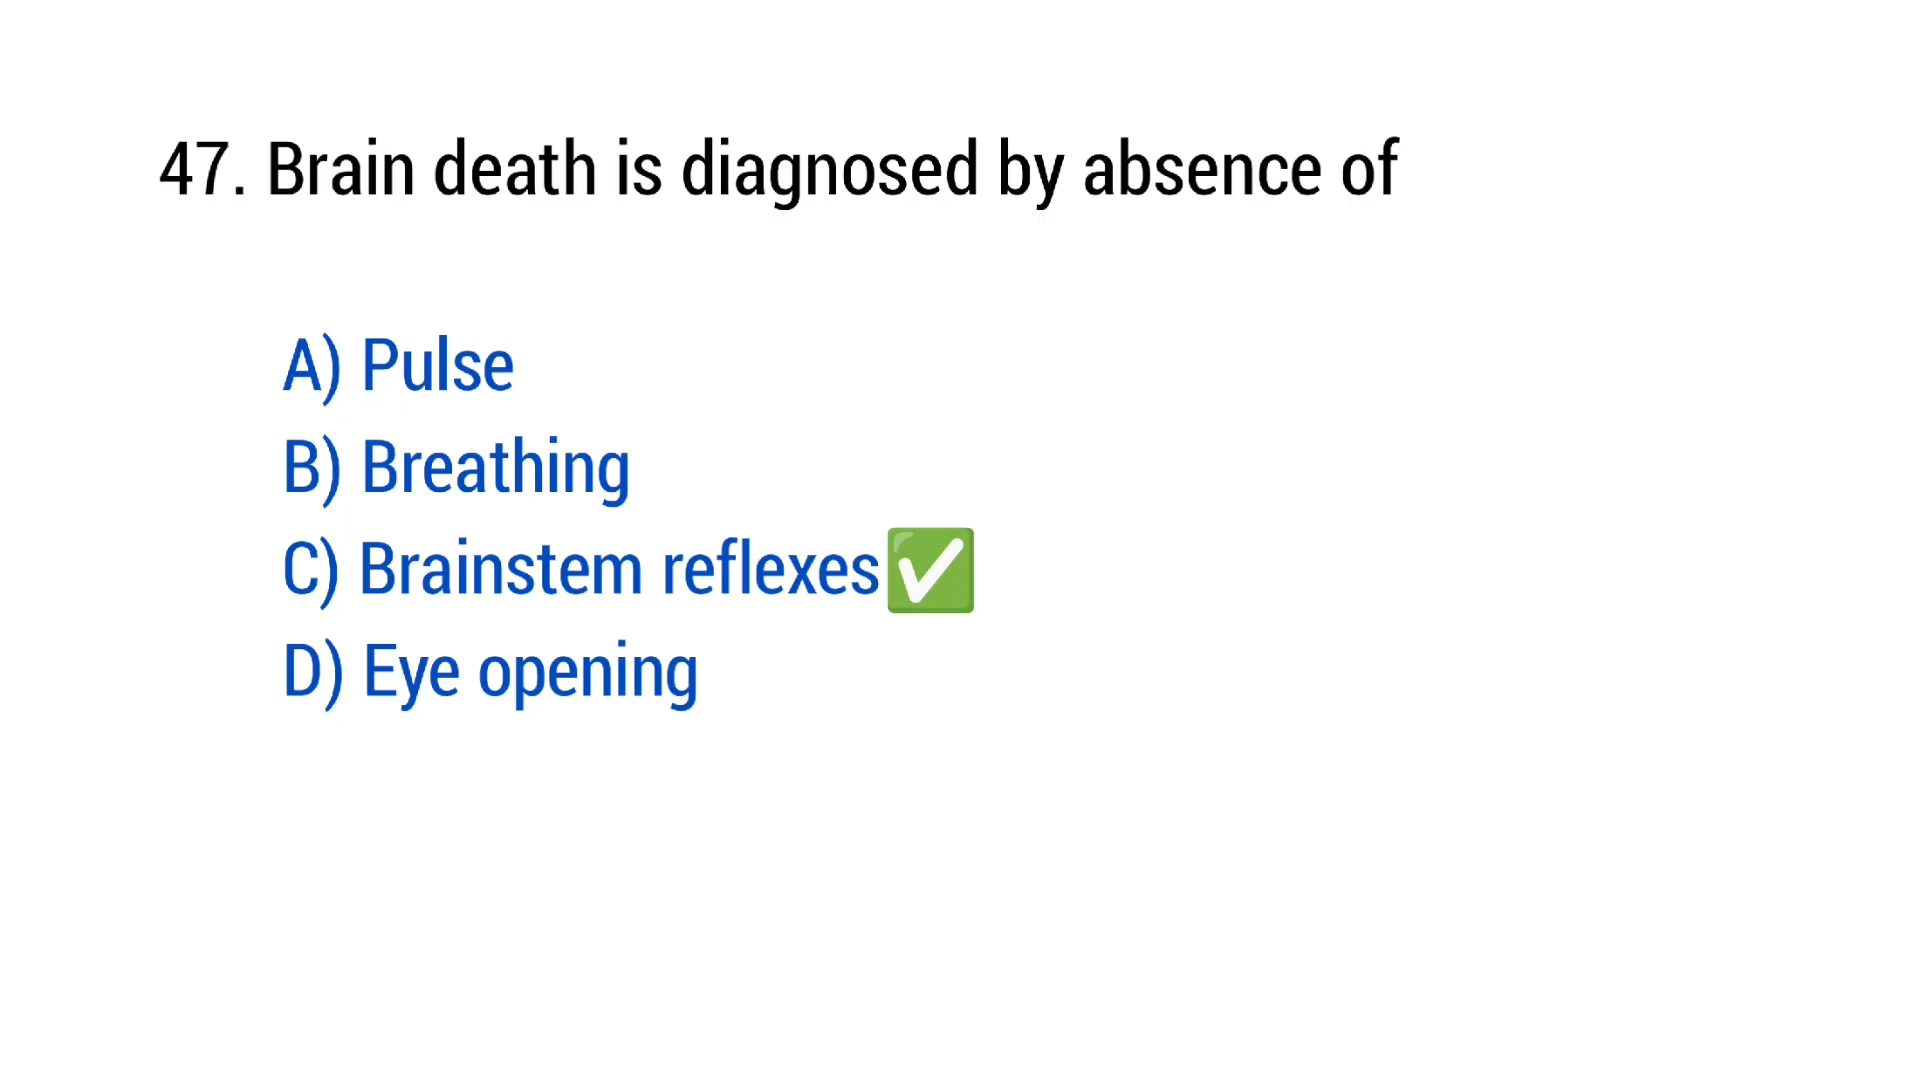 47. Brain death is diagnosed by absence of
A) Pulse
B) Breathing
C) Brainstem reflexes✅
D) Eye opening